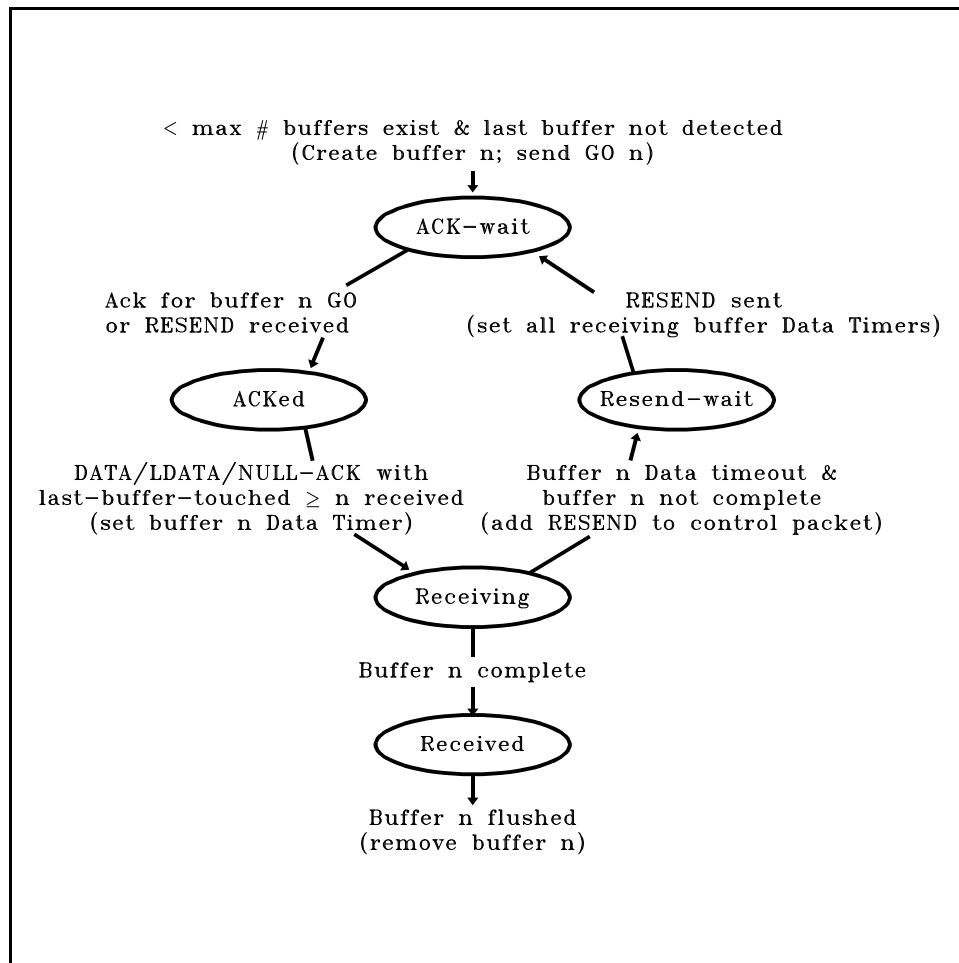 < max # buffers exist & last buffer not detected
(Create buffer n; send GO n)
ACK-wait
Ack for buffer n GO
or RESEND received
RESEND sent
(set all receiving buffer Data Timers)
ACKed
Resend-wait
DATA/LDATA/NULL-ACK with
last-buffer-touched ≥ n received
(set buffer n Data Timer)
Buffer n Data timeout &
buffer n not complete
(add RESEND to control packet)
Receiving
Buffer n complete
Received
Buffer n flushed
(remove buffer n)